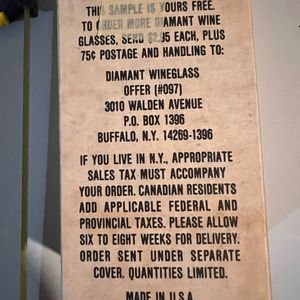 THIS SAMPLE IS YOURS FREE.
TO ORDER MORE DIAMANT WINE
GLASSES, SEND $2.95 EACH, PLUS
75¢ POSTAGE AND HANDLING TO:
DIAMANT WINEGLASS
OFFER (#097)
3010 WALDEN AVENUE
P.O. BOX 1396
BUFFALO, N.Y. 14269-1396
IF YOU LIVE IN N.Y., APPROPRIATE
SALES TAX MUST ACCOMPANY
YOUR ORDER. CANADIAN RESIDENTS
ADD APPLICABLE FEDERAL AND
PROVINCIAL TAXES. PLEASE ALLOW
SIX TO EIGHT WEEKS FOR DELIVERY.
ORDER SENT UNDER SEPARATE
COVER. QUANTITIES LIMITED.
MADE IN U.S.A.